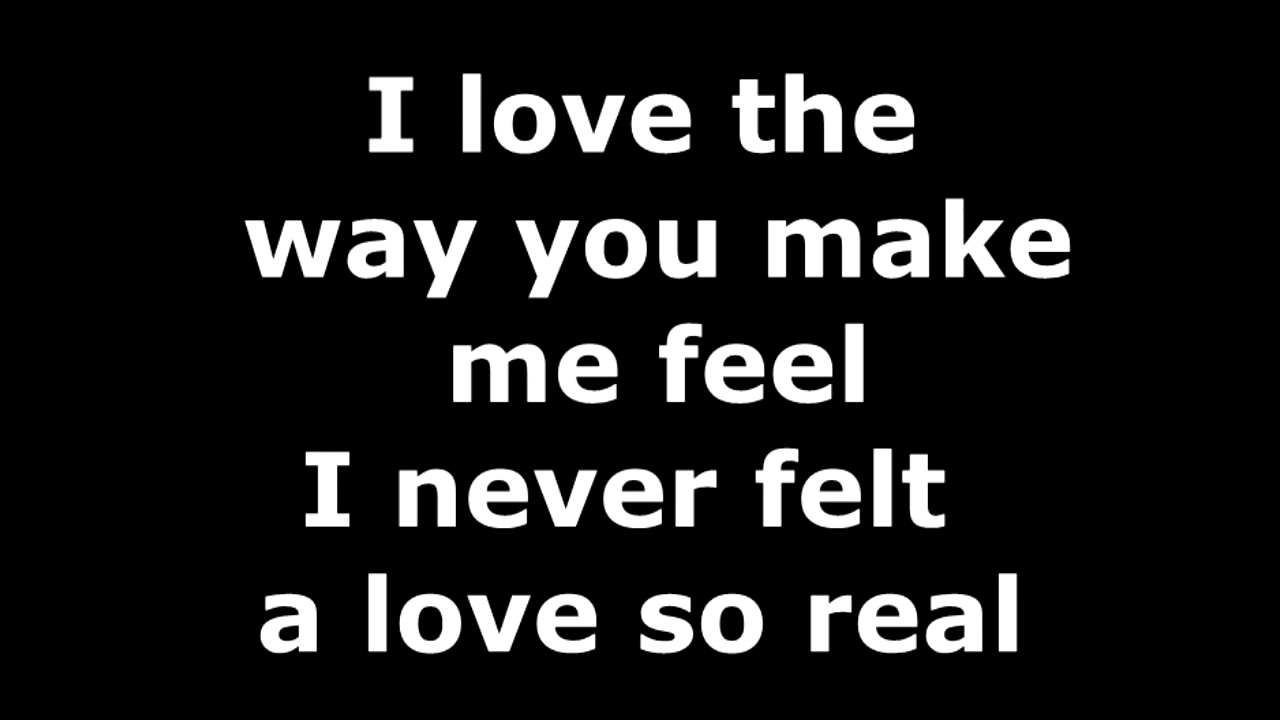 I love the
way you make
me feel
I never felt
a love so real